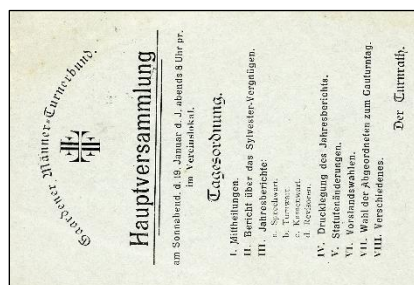 Gaardener Männer-Turnerbund.
Hauptversammlung
am Sonnabend, d. 19. Januar d. J., abends 8 Uhr pr.
im Vereinslokal.
Tagesordnung.
I. Mittheilungen.
II. Bericht über das Sylvester-Vergnügen.
III. Jahresberichte:
a. Sprechwart.
b. Turnwart.
c. Kassenwart.
d. Revisoren.
IV. Drucklegung des Jahresberichts.
V. Statutenänderungen.
VI. Vorstandswahlen.
VII. Wahl der Abgeordneten zum Gauturntag.
VIII. Verschiedenes.
Der Turnrath.